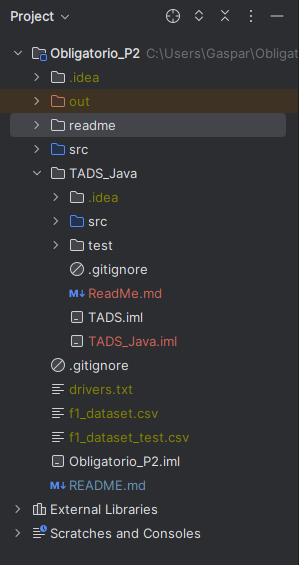 Project
Obligatorio_P2 C:\Users\Gaspar\Obligat
.idea
out
readme
src
TADS_Java
.idea
src
test
.gitignore
M↓ ReadMe.md
TADS.iml
TADS_Java.iml
.gitignore
drivers.txt
f1_dataset.csv
f1_dataset_test.csv
Obligatorio_P2.iml
M↓ README.md
External Libraries
Scratches and Consoles